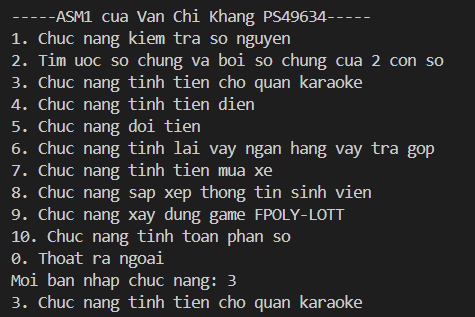 -----ASM1 cua Van Chi Khang PS49634-----
1. Chuc nang kiem tra so nguyen
2. Tim uoc so chung va boi so chung cua 2 con so
3. Chuc nang tinh tien cho quan karaoke
4. Chuc nang tinh tien dien
5. Chuc nang doi tien
6. Chuc nang tinh lai vay ngan hang vay tra gop
7. Chuc nang tinh tien mua xe
8. Chuc nang sap xep thong tin sinh vien
9. Chuc nang xay dung game FPOLY-LOTT
10. Chuc nang tinh toan phan so
0. Thoat ra ngoai
Moi ban nhap chuc nang: 3
3. Chuc nang tinh tien cho quan karaoke